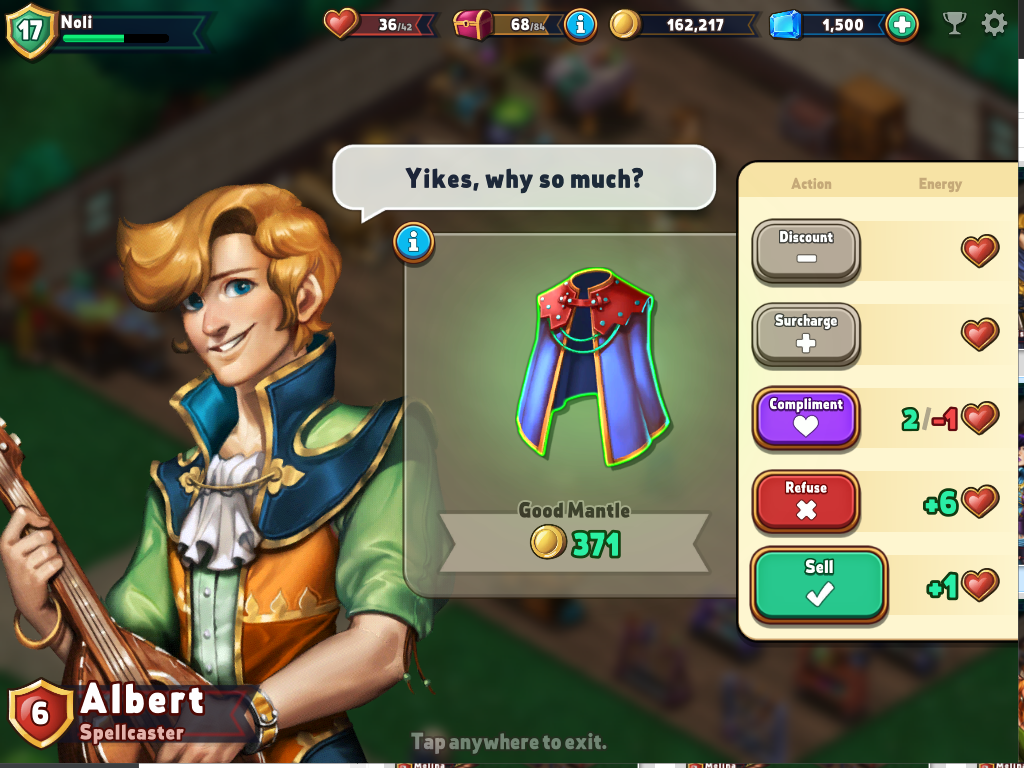 17
Noli
36/42
68/84
162,217
1,500
Yikes, why so much?
Action Energy
Discount
Surcharge
Compliment
2/-1
Refuse
+6
Sell
+1
Good Mantle
371
6
Albert
Spellcaster
Tap anywhere to exit.